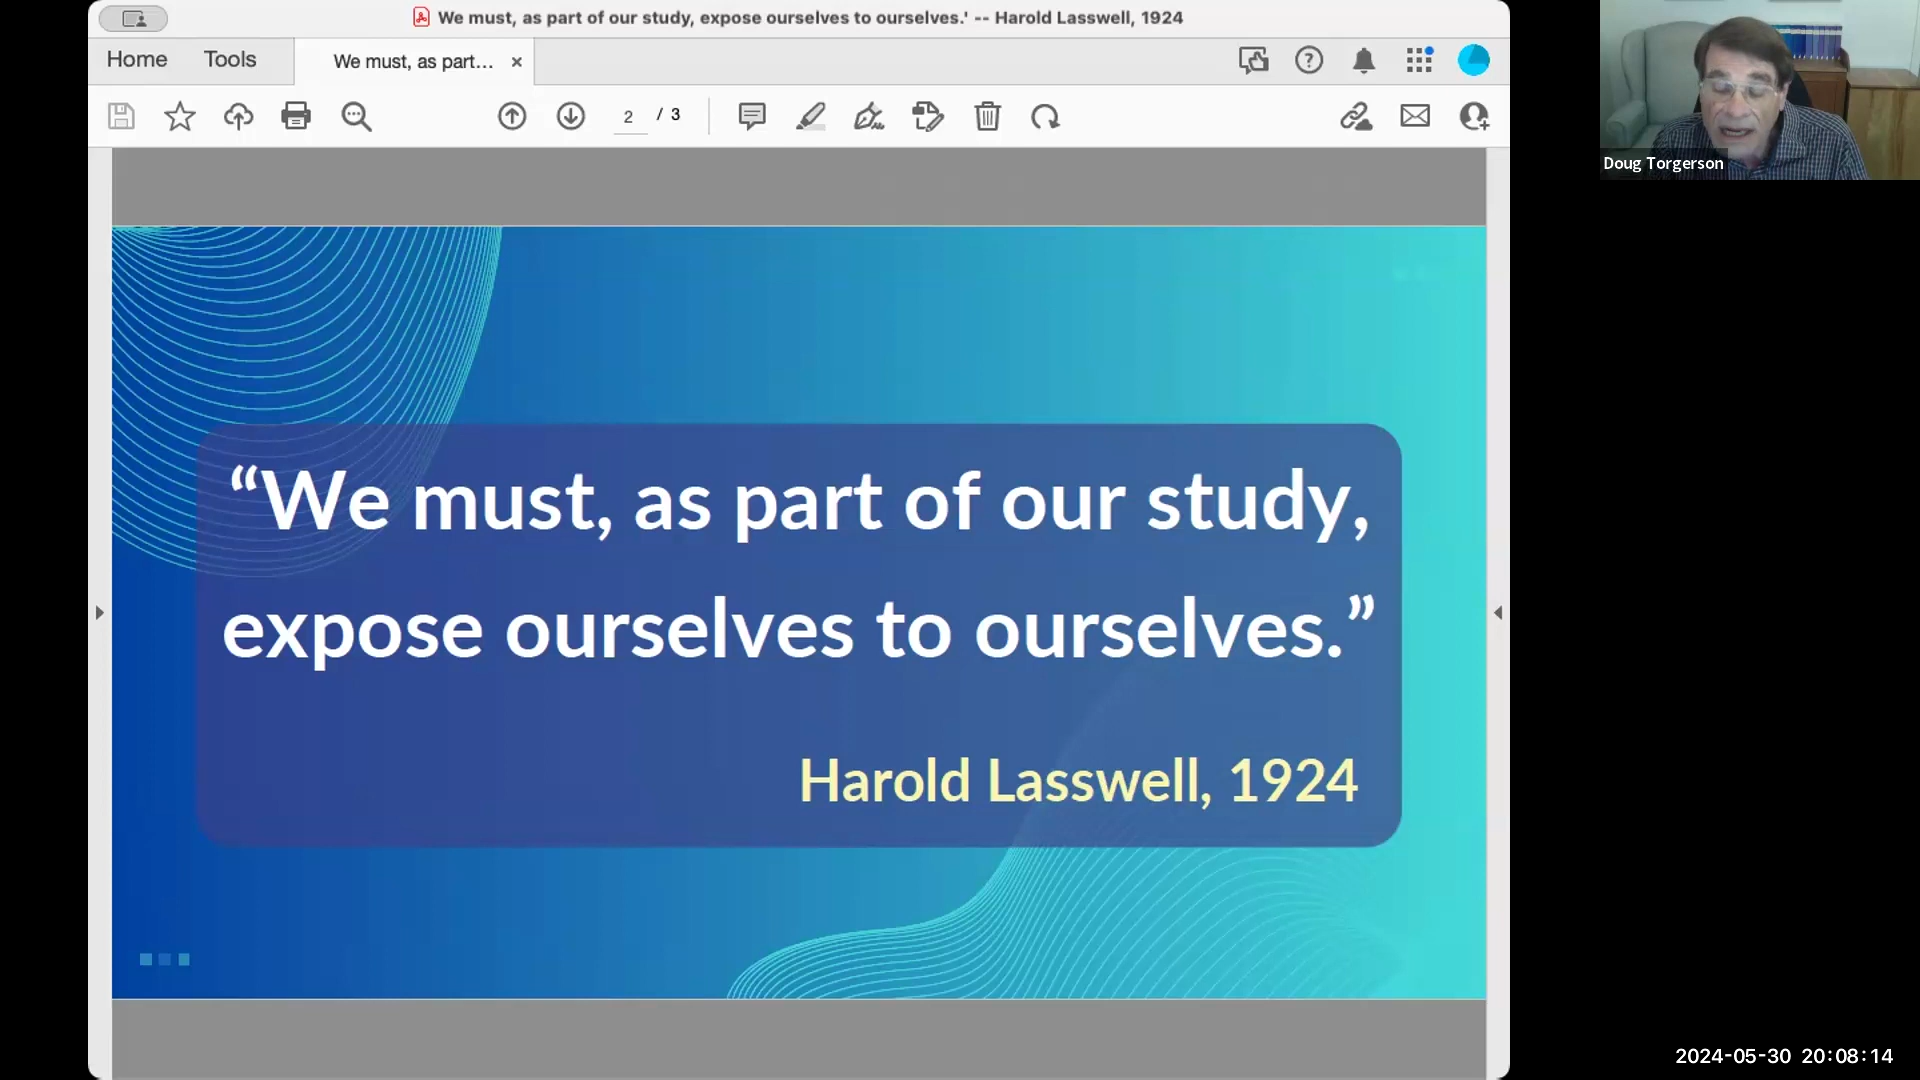 We must, as part of our study, expose ourselves to ourselves.' -- Harold Lasswell, 1924
Home
Tools
We must, as part...
2 / 3
Doug Torgerson
“We must, as part of our study,
expose ourselves to ourselves.”
Harold Lasswell, 1924
2024-05-30 20:08:14